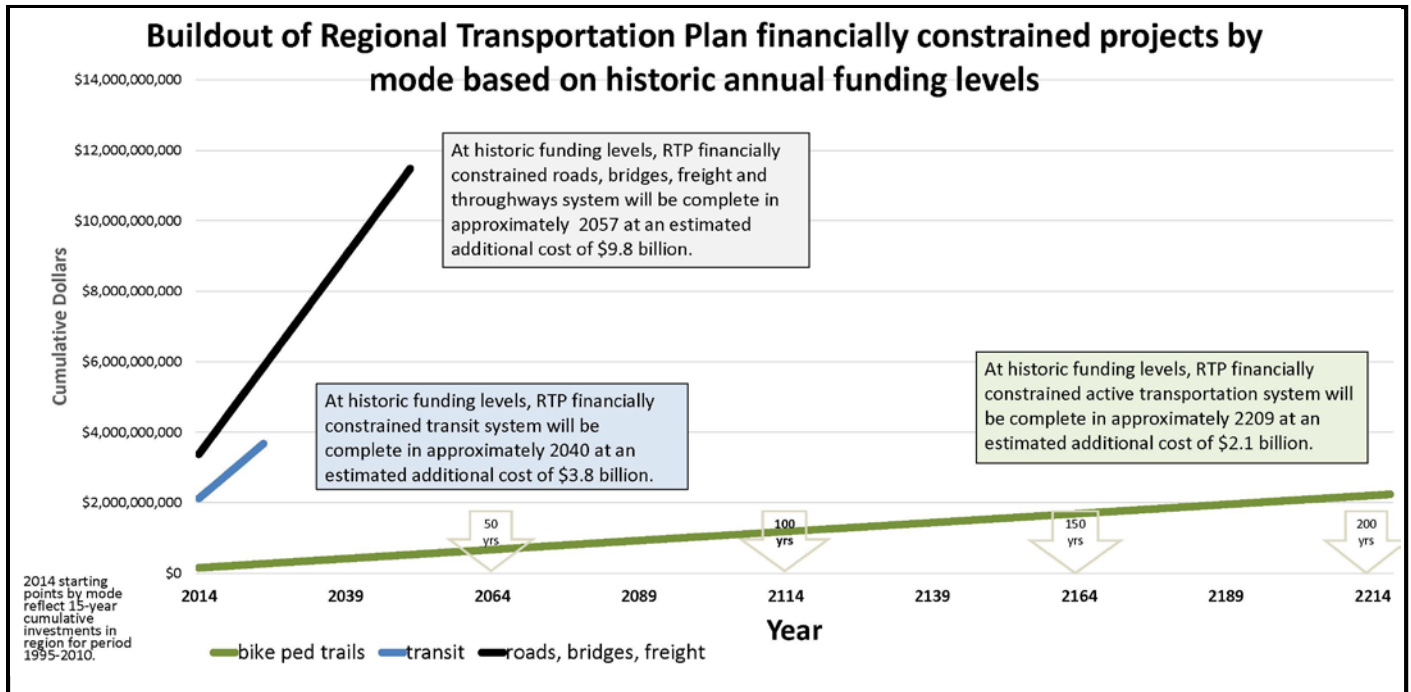 Buildout of Regional Transportation Plan financially constrained projects by
mode based on historic annual funding levels
$14,000,000,000
$12,000,000,000
$10,000,000,000
$8,000,000,000
$6,000,000,000
$4,000,000,000
$2,000,000,000
$0
Cumulative Dollars
At historic funding levels, RTP financially
constrained roads, bridges, freight and
throughways system will be complete in
approximately 2057 at an estimated
additional cost of $9.8 billion.
At historic funding levels, RTP financially
constrained transit system will be
complete in approximately 2040 at an
estimated additional cost of $3.8 billion.
At historic funding levels, RTP financially
constrained active transportation system will
be complete in approximately 2209 at an
estimated additional cost of $2.1 billion.
50
yrs
100
yrs
150
yrs
200
yrs
2014
2039
2064
2089
2114
2139
2164
2189
2214
Year
2014 starting
points by mode
reflect 15-year
cumulative
investments in
region for period
1995-2010.
bike ped trails
transit
roads, bridges, freight